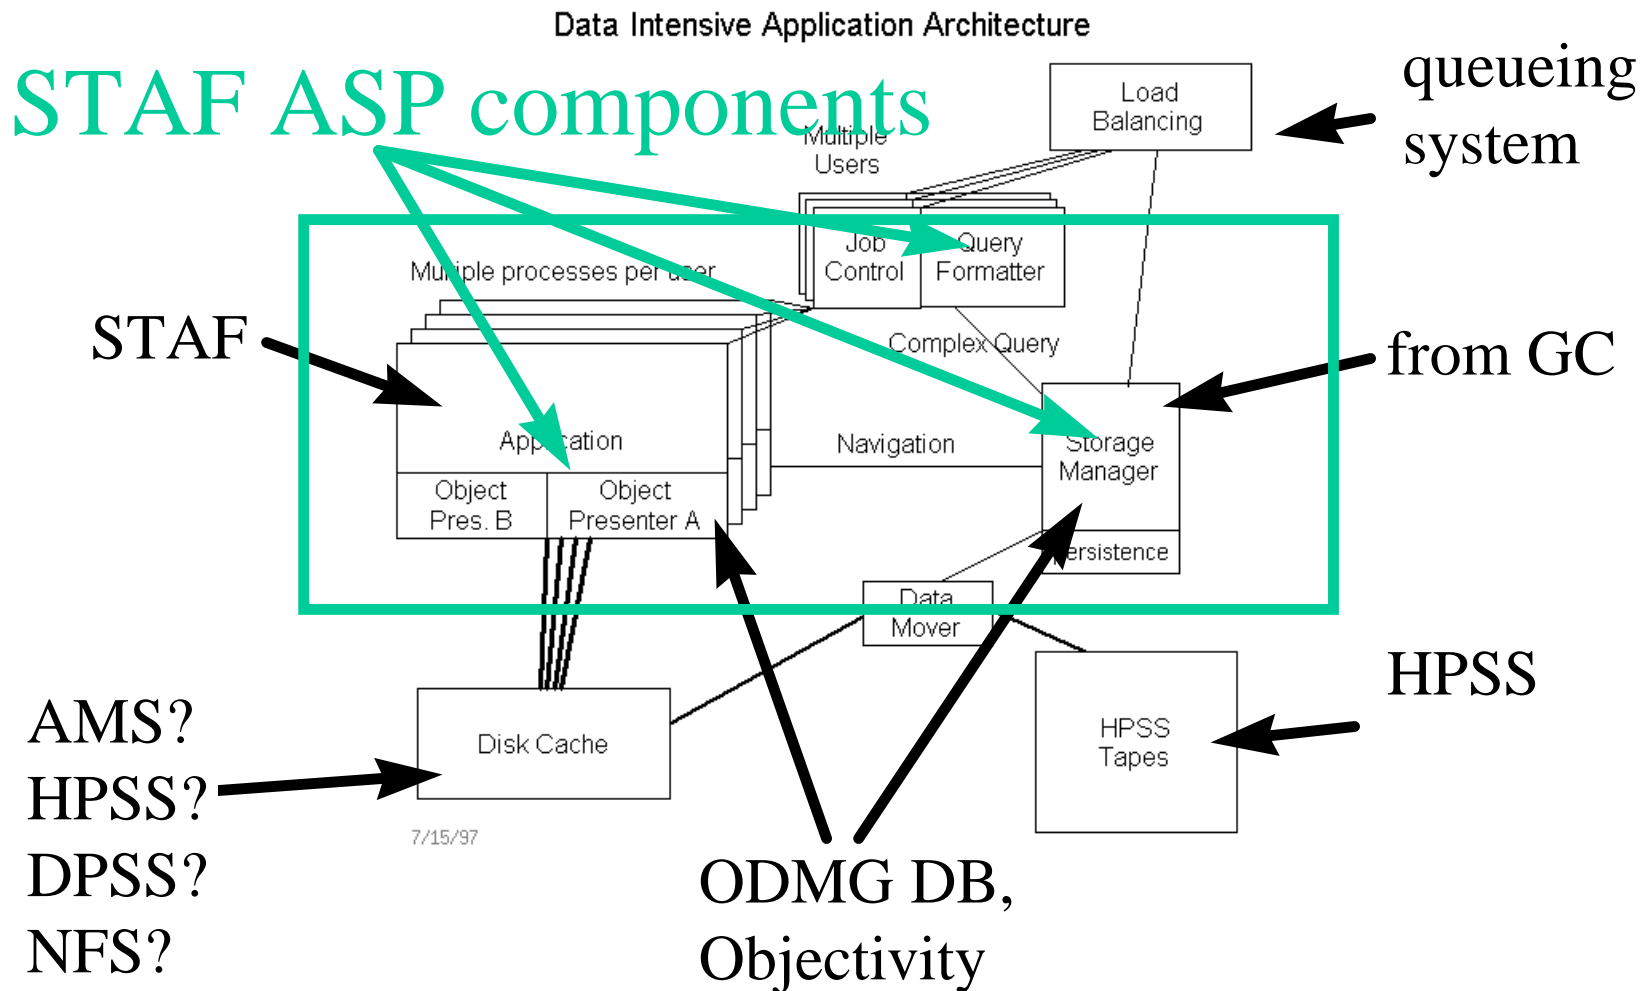 Data Intensive Application Architecture
STAF ASP components
queueing
system
Load
Balancing
Multiple
Users
Job
Control
Query
Formatter
Multiple processes per user
STAF
Complex Query
from GC
Application
Navigation
Storage
Manager
Object
Pres. B
Object
Presenter A
Persistence
Data
Mover
HPSS
AMS?
HPSS?
DPSS?
NFS?
Disk Cache
HPSS
Tapes
7/15/97
ODMG DB,
Objectivity